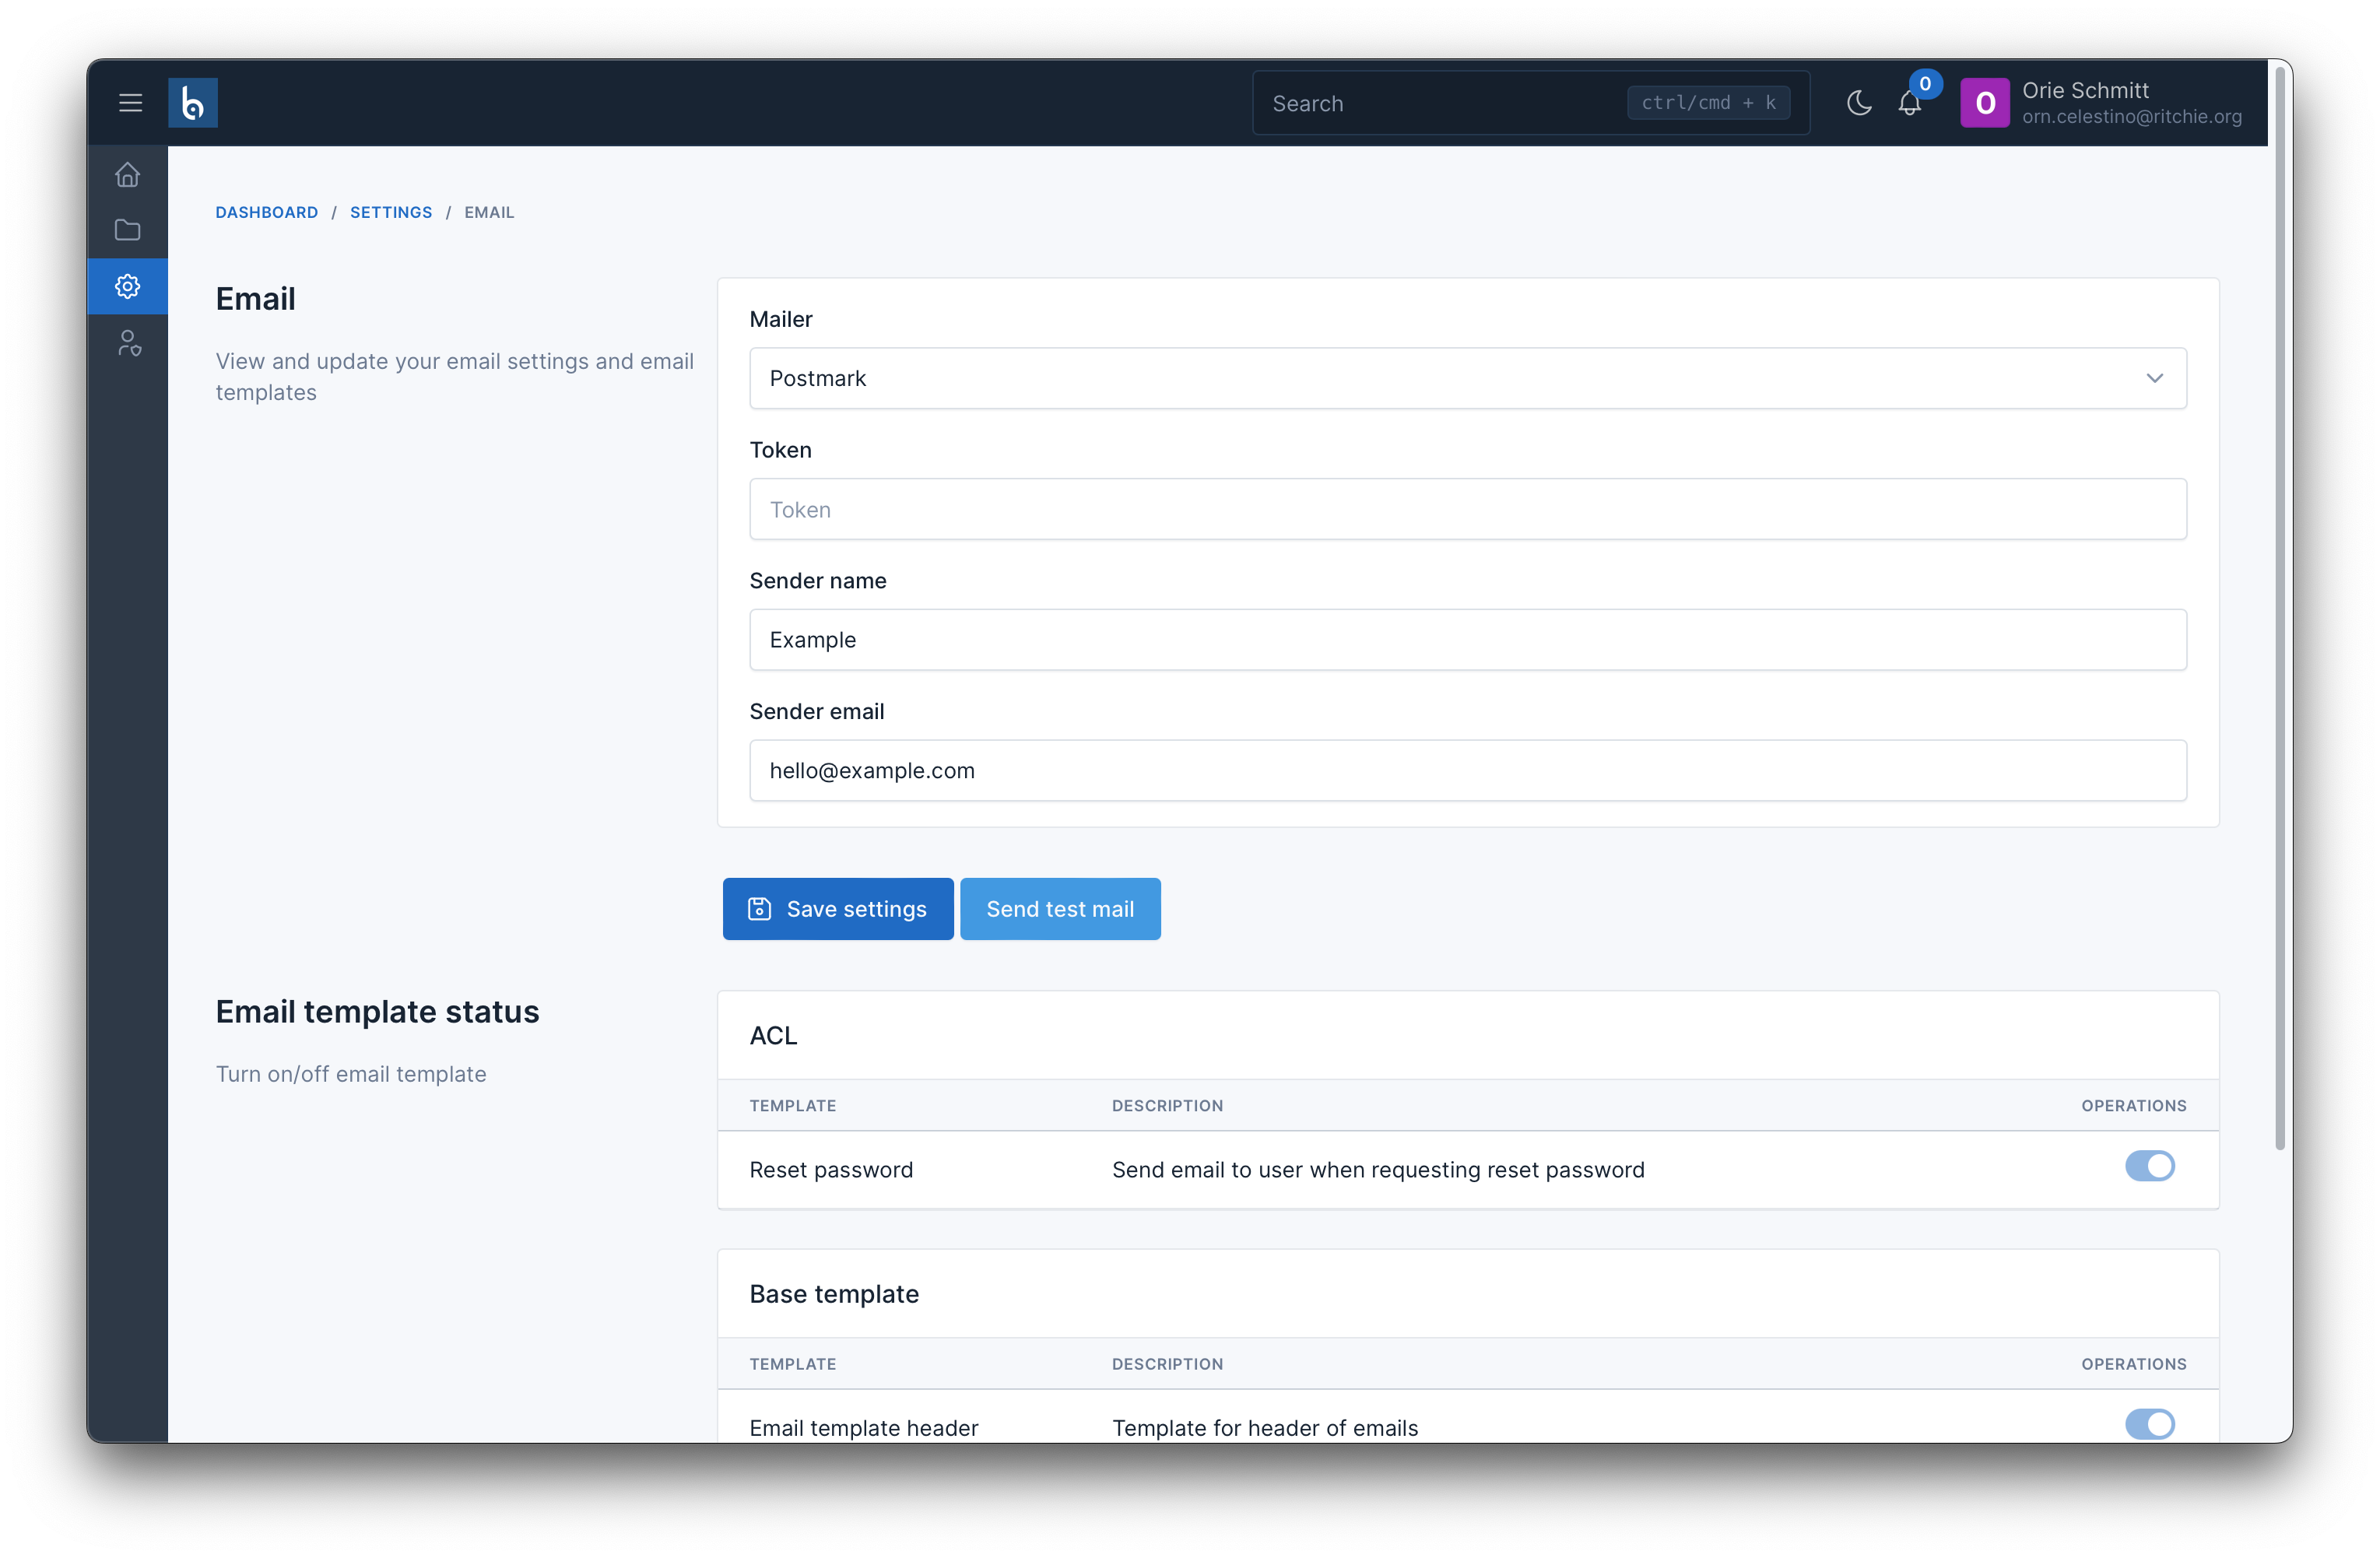 Search
ctrl/cmd + k
0
O
Orie Schmitt
orn.celestino@ritchie.org
DASHBOARD / SETTINGS / EMAIL
Email
View and update your email settings and email
templates
Mailer
Postmark
Token
Token
Sender name
Example
Sender email
hello@example.com
Save settings
Send test mail
Email template status
Turn on/off email template
ACL
TEMPLATE DESCRIPTION OPERATIONS
Reset password Send email to user when requesting reset password
Base template
TEMPLATE DESCRIPTION OPERATIONS
Email template header Template for header of emails